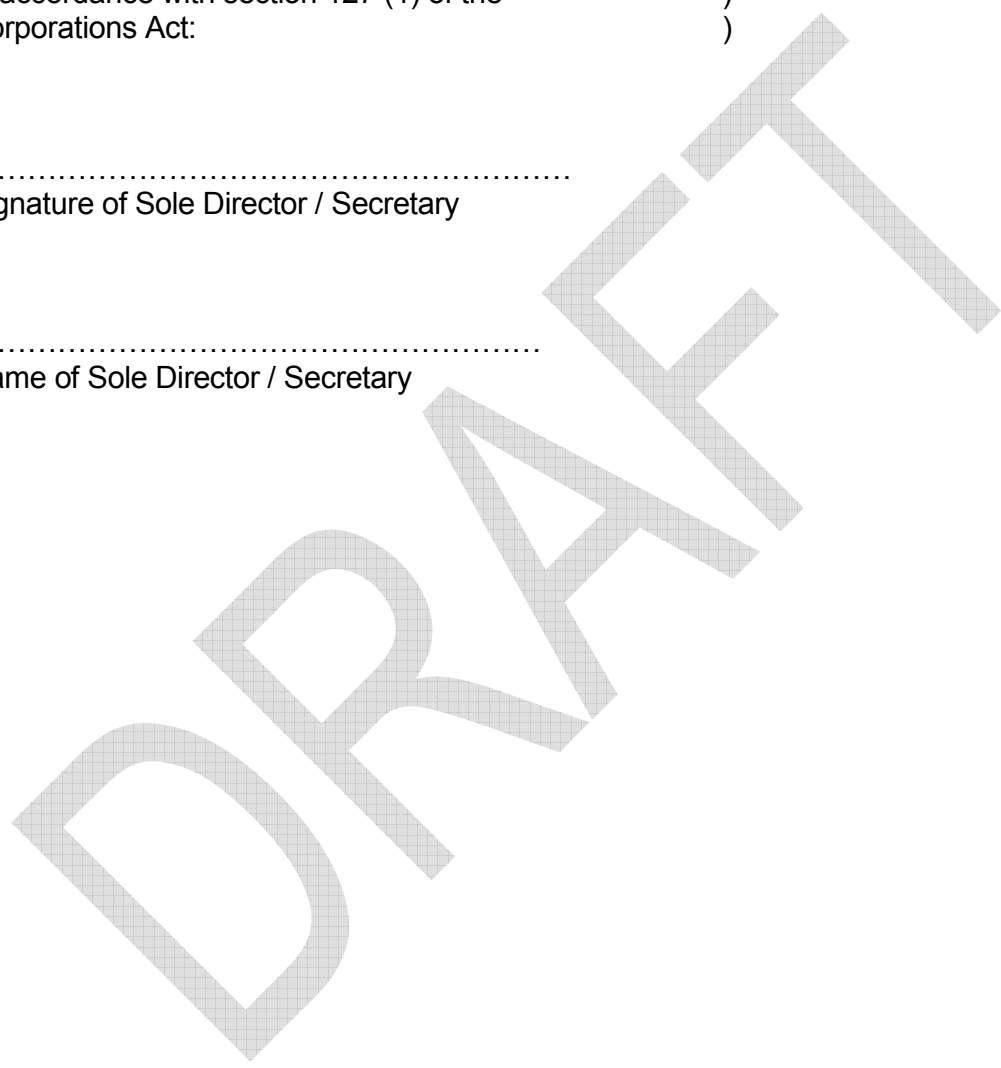 accordance with section 127 (1) of the )
orporations Act: )
……………………………………………………
gnature of Sole Director / Secretary
…………………………………………………
ame of Sole Director / Secretary
DRAFT